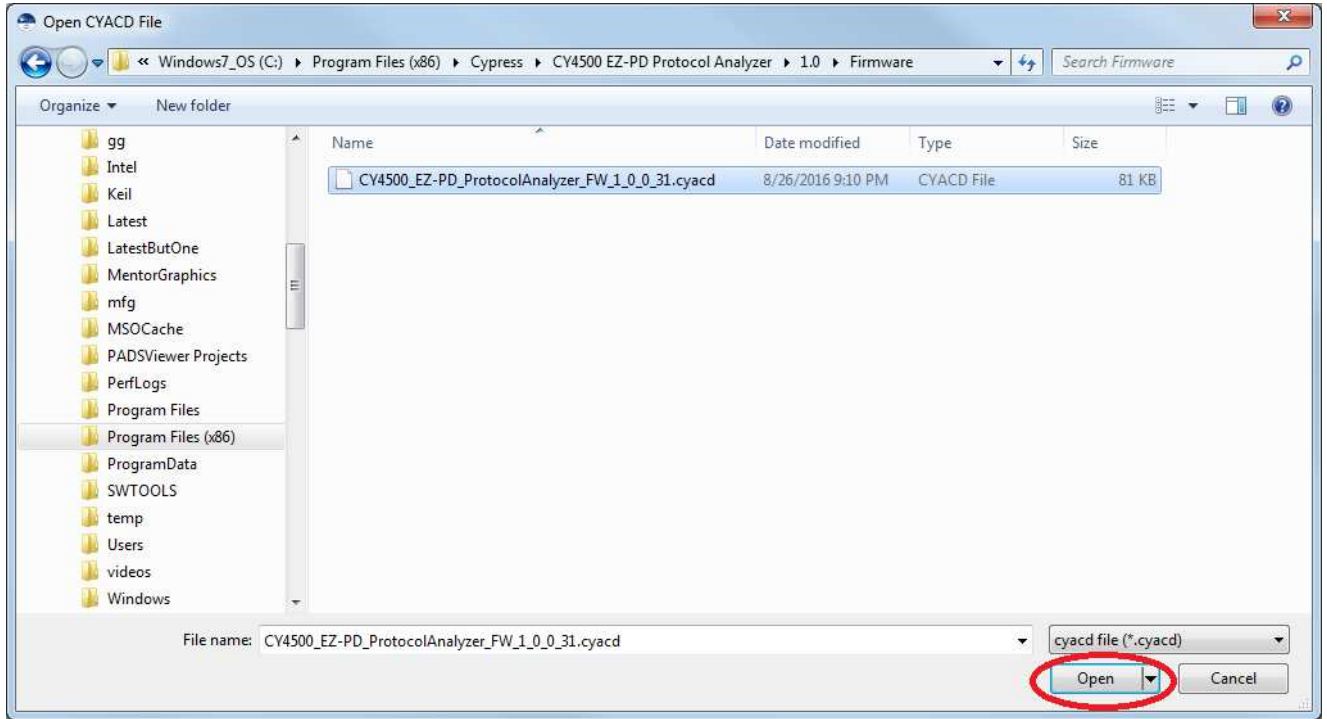 Open CYACD File
« Windows7_OS (C:) Program Files (x86) Cypress CY4500 EZ-PD Protocol Analyzer 1.0 Firmware
Search Firmware
Organize New folder
Name Date modified Type Size
CY4500_EZ-PD_ProtocolAnalyzer_FW_1_0_0_31.cyacd 8/26/2016 9:10 PM CYACD File 81 KB
gg
Intel
Keil
Latest
LatestButOne
MentorGraphics
mfg
MSOCache
PADSViewer Projects
PerfLogs
Program Files
Program Files (x86)
ProgramData
SWTOOLS
temp
Users
videos
Windows
File name: CY4500_EZ-PD_ProtocolAnalyzer_FW_1_0_0_31.cyacd
cyacd file (*.cyacd)
Open Cancel